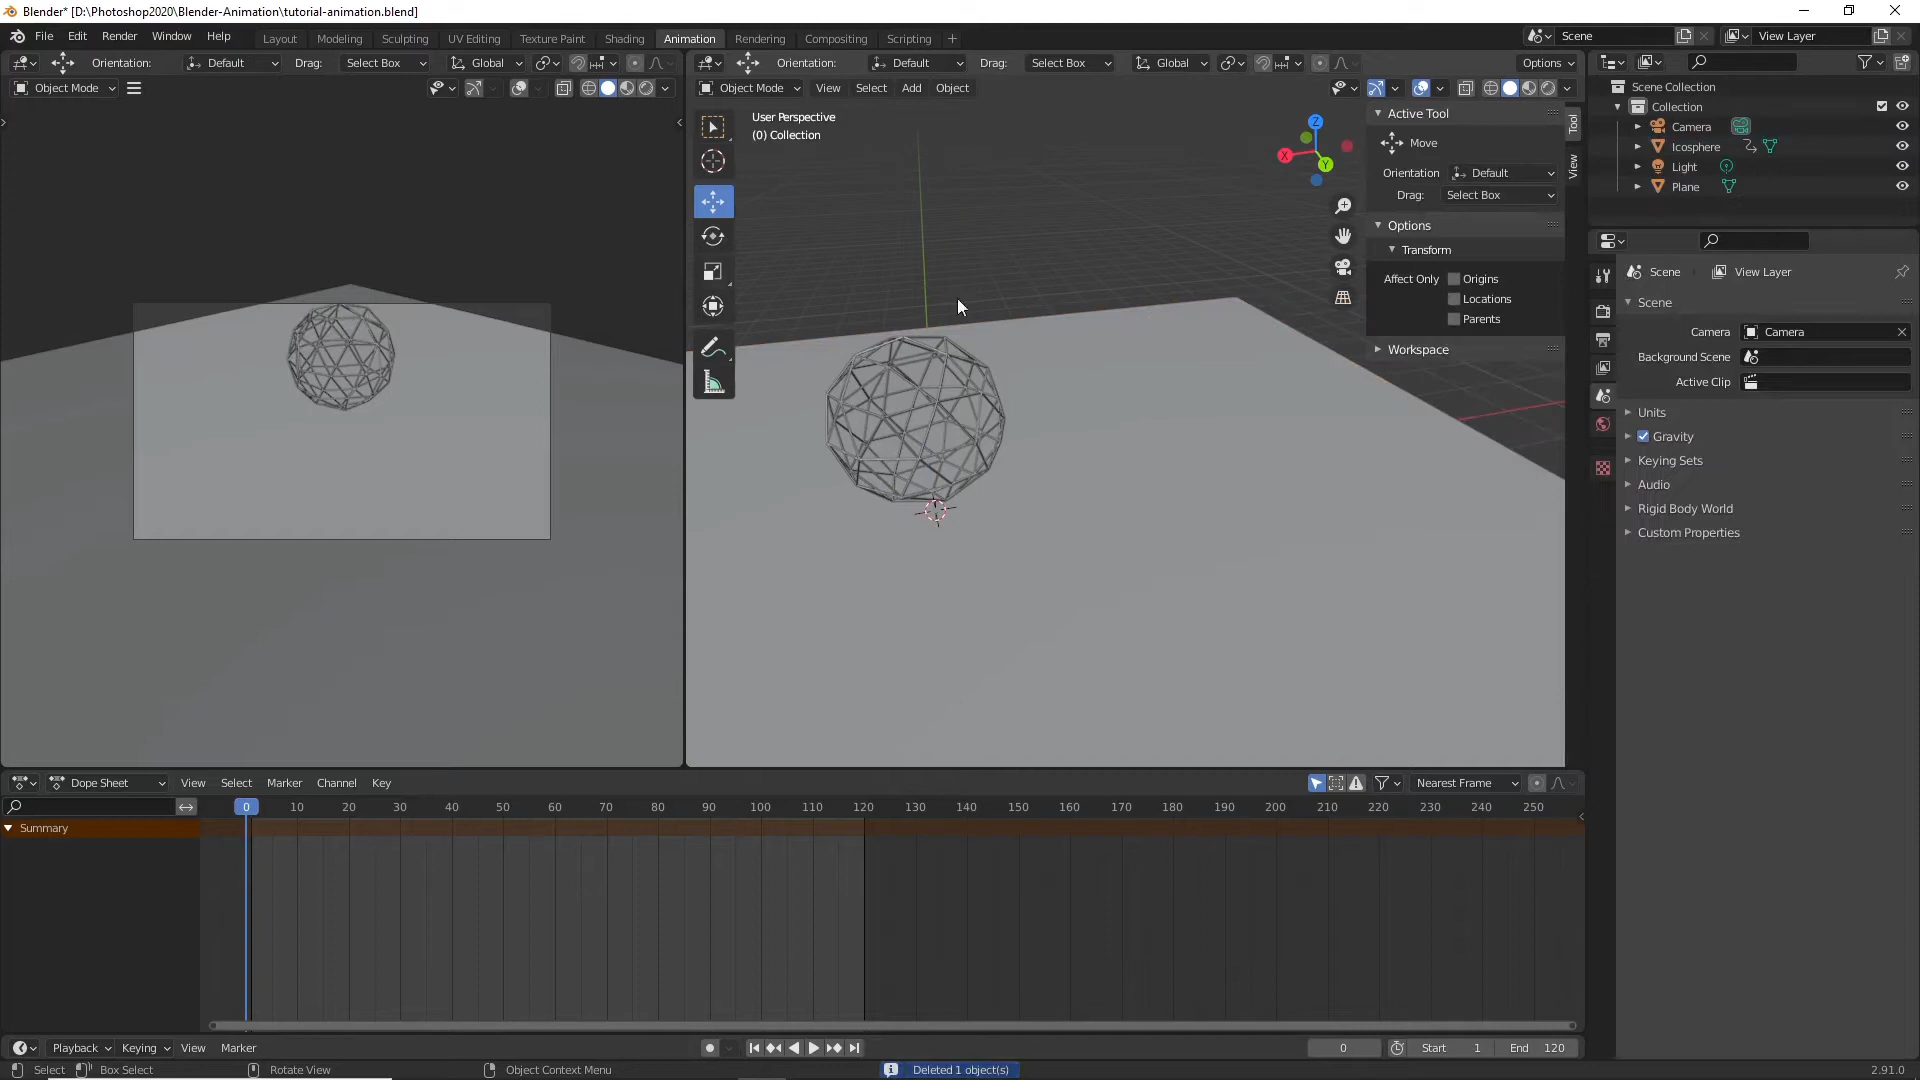 Blender* [D:\Photoshop2020\Blender-Animation\tutorial-animation.blend]
File Edit Render Window Help Layout Modeling Sculpting UV Editing Texture Paint Shading Animation Rendering Compositing Scripting + Scene View Layer
Orientation: Default Drag: Select Box Global Orientation: Default Drag: Select Box Global Options
Object Mode Object Mode View Select Add Object
Scene Collection
Collection
Camera
Icosphere
Light
Plane
User Perspective
(0) Collection
Z
X
Y
Active Tool
Move
Orientation Default
Drag: Select Box
Options
Transform
Affect Only Origins
Locations
Parents
Workspace
Tool
View
Scene View Layer
Scene
Camera Camera
Background Scene
Active Clip
Units
Gravity
Keying Sets
Audio
Rigid Body World
Custom Properties
Dope Sheet View Select Marker Channel Key Nearest Frame
0 10 20 30 40 50 60 70 80 90 100 110 120 130 140 150 160 170 180 190 200 210 220 230 240 250
Summary
Playback Keying View Marker 0 Start 1 End 120
Select Box Select Rotate View Object Context Menu Deleted 1 object(s) 2.91.0